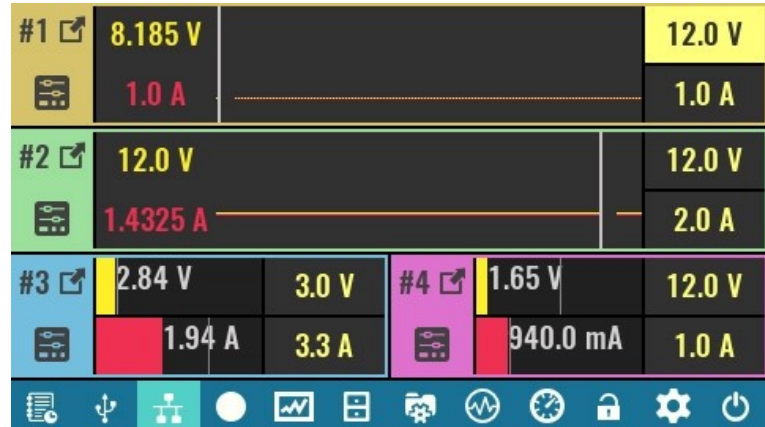 #1 8.185 V 12.0 V
1.0 A 1.0 A
#2 12.0 V 12.0 V
1.4325 A 2.0 A
#3 2.84 V 3.0 V
1.94 A 3.3 A
#4 1.65 V 12.0 V
940.0 mA 1.0 A